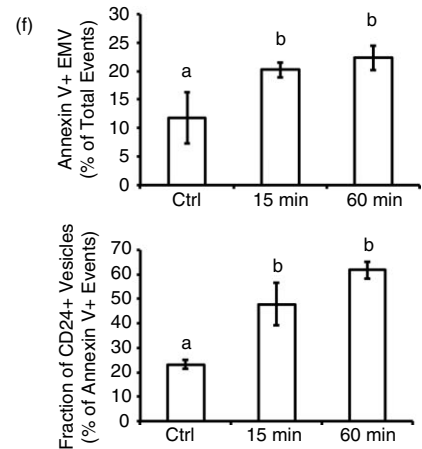 (f)
Annexin V+ EMV
(% of Total Events)
30
25
20
15
10
5
0
a
b
b
Ctrl
15 min
60 min
Fraction of CD24+ Vesicles
(% of Annexin V+ Events)
70
60
50
40
30
20
10
0
a
b
b
Ctrl
15 min
60 min